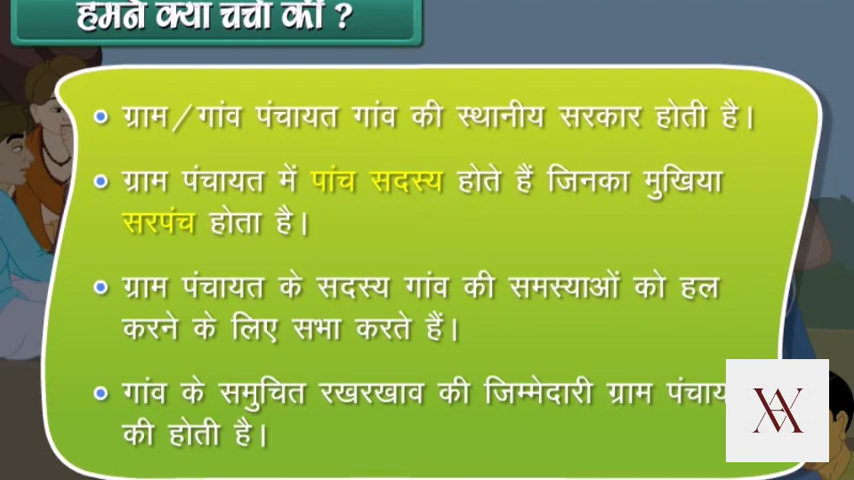 हमने क्या चर्चा की ?
ग्राम/गांव पंचायत गांव की स्थानीय सरकार होती है।
ग्राम पंचायत में पांच सदस्य होते हैं जिनका मुखिया
सरपंच होता है।
ग्राम पंचायत के सदस्य गांव की समस्याओं को हल
करने के लिए सभा करते हैं।
गांव के समुचित रखरखाव की जिम्मेदारी ग्राम
की होती है।